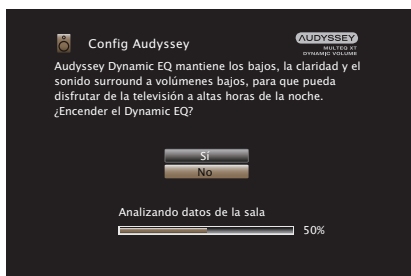 Config Audyssey
AUDYSSEY
MULTEQ XT
DYNAMIC VOLUME
Audyssey Dynamic EQ mantiene los bajos, la claridad y el
sonido surround a volúmenes bajos, para que pueda
disfrutar de la televisión a altas horas de la noche.
¿Encender el Dynamic EQ?
Sí
No
Analizando datos de la sala
50%